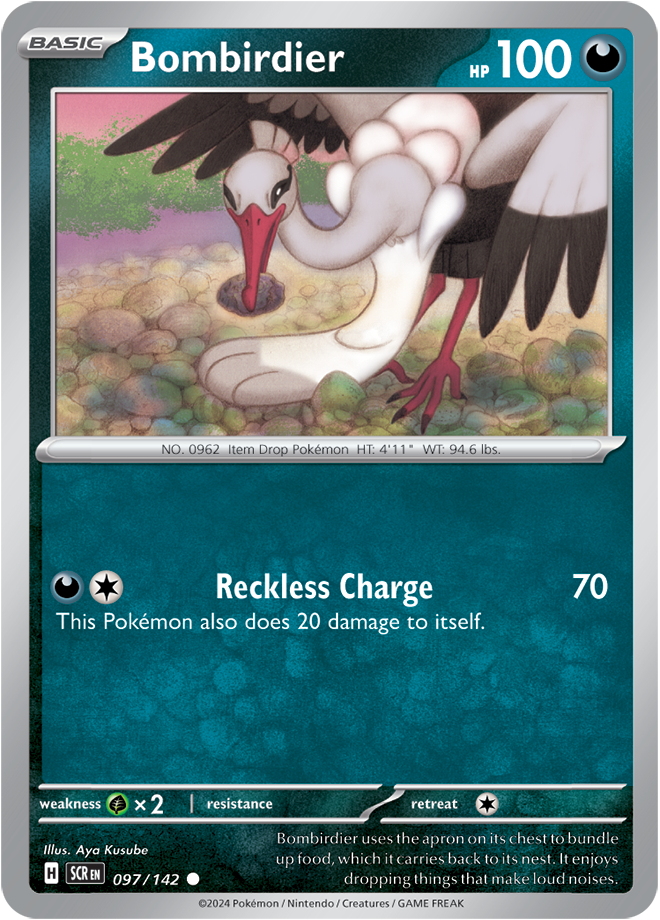 BASIC
Bombirdier
HP 100
NO. 0962 Item Drop Pokémon HT: 4'11" WT: 94.6 lbs.
Reckless Charge 70
This Pokémon also does 20 damage to itself.
weakness ×2 resistance retreat
Illus. Aya Kusube
H SCR EN 097/142
Bombirdier uses the apron on its chest to bundle
up food, which it carries back to its nest. It enjoys
dropping things that make loud noises.
©2024 Pokémon / Nintendo / Creatures / GAME FREAK